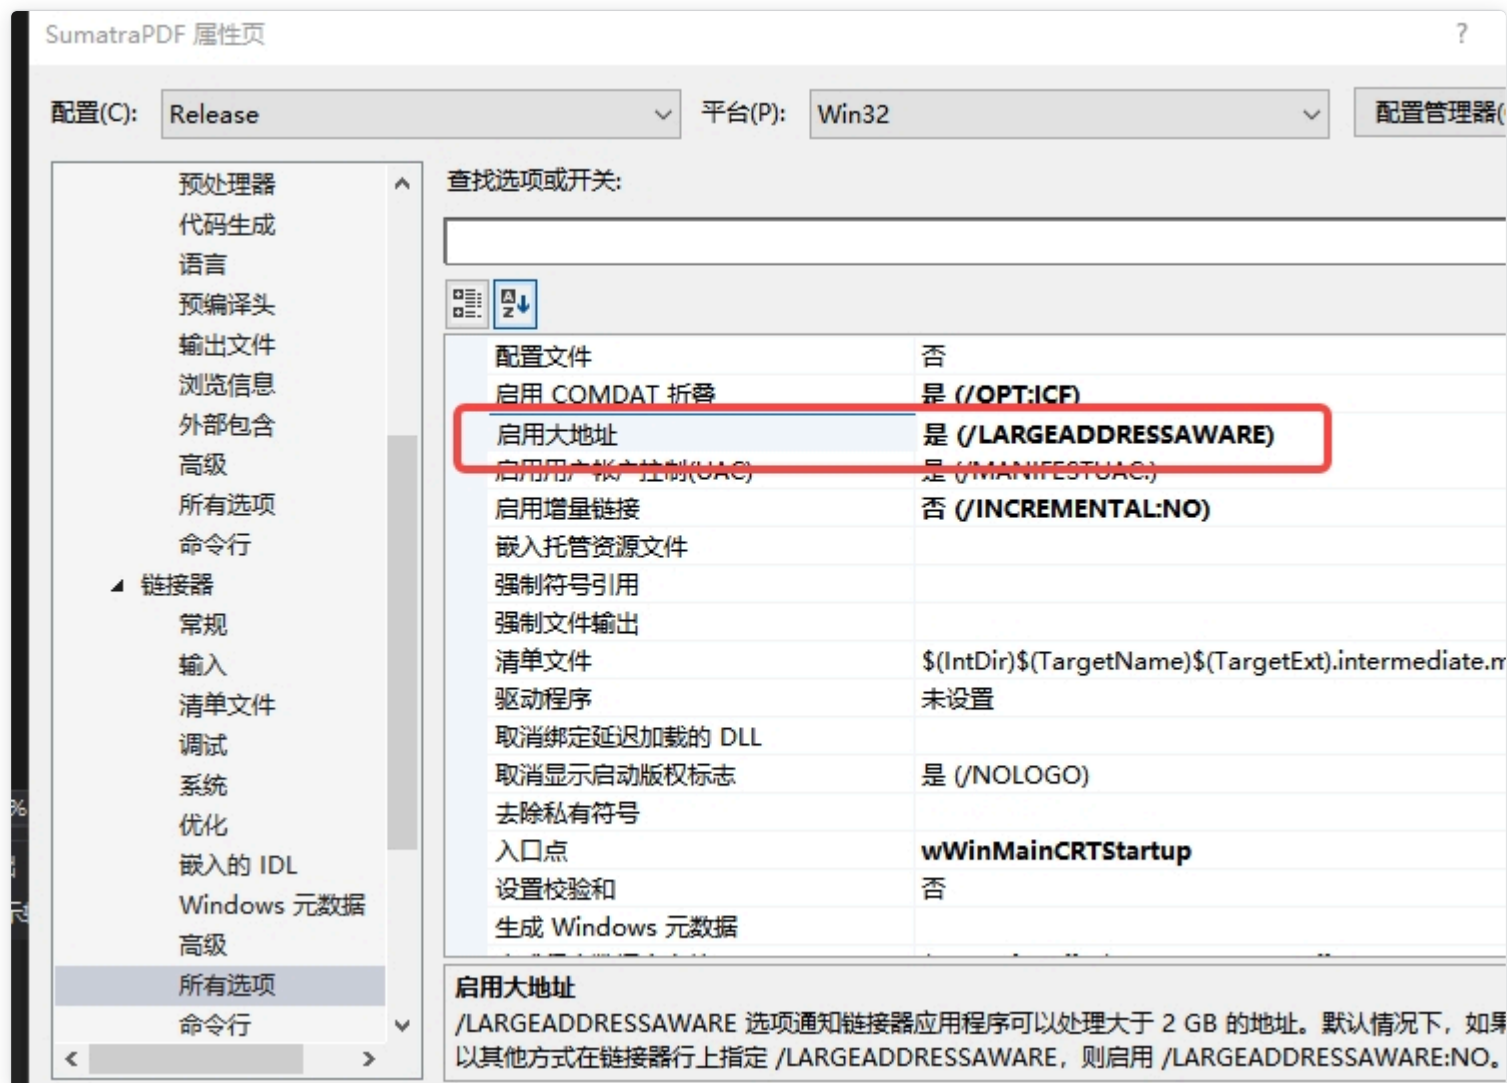 SumatraPDF 属性页 ?
配置(C): Release 平台(P): Win32 配置管理器(
预处理器
代码生成
语言
预编译头
输出文件
浏览信息
外部包含
高级
所有选项
命令行
链接器
常规
输入
清单文件
调试
系统
优化
嵌入的 IDL
Windows 元数据
高级
所有选项
命令行
查找选项或开关:
配置文件 否
启用 COMDAT 折叠 是 (/OPT:ICF)
启用大地址 是 (/LARGEADDRESSAWARE)
启用用户帐户控制(UAC) 是 (/MANIFESTUAC:)
启用增量链接 否 (/INCREMENTAL:NO)
嵌入托管资源文件
强制符号引用
强制文件输出
清单文件 $(IntDir)$(TargetName)$(TargetExt).intermediate.m
驱动程序 未设置
取消绑定延迟加载的 DLL
取消显示启动版权标志 是 (/NOLOGO)
去除私有符号
入口点 wWinMainCRTStartup
设置校验和 否
生成 Windows 元数据
启用大地址
/LARGEADDRESSAWARE 选项通知链接器应用程序可以处理大于 2 GB 的地址。默认情况下，如果
以其他方式在链接器行上指定 /LARGEADDRESSAWARE，则启用 /LARGEADDRESSAWARE:NO。
%